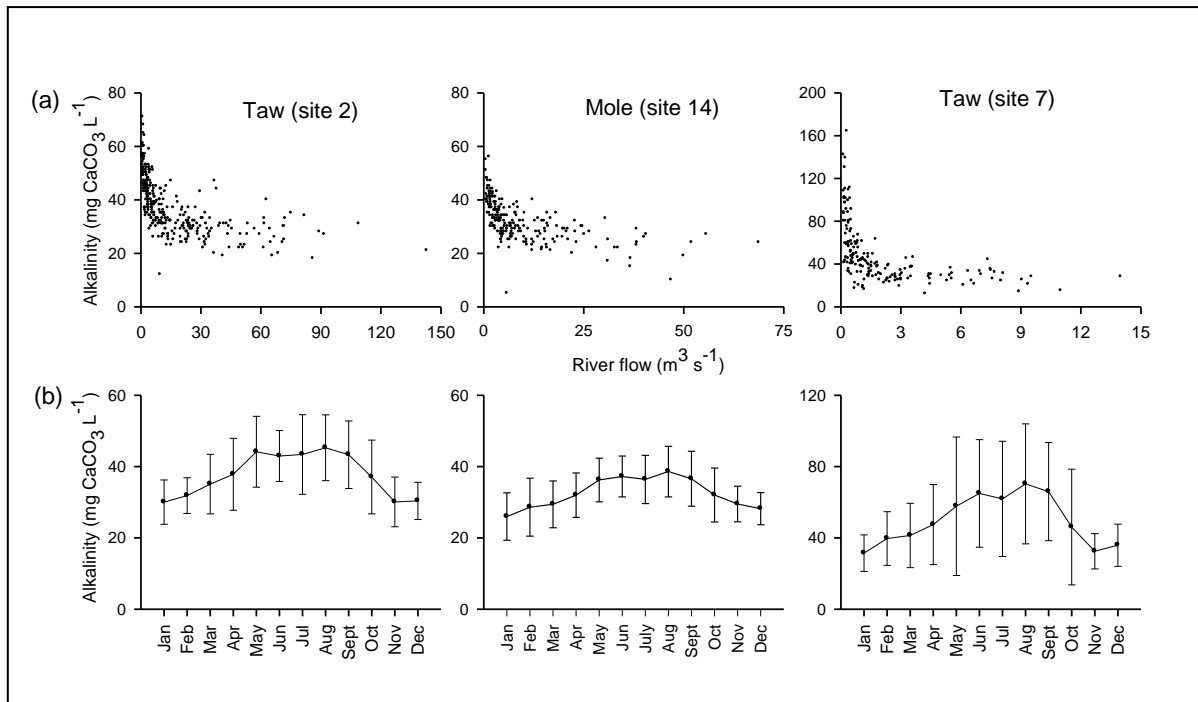 (a)
Taw (site 2)
Mole (site 14)
Taw (site 7)
Alkalinity (mg CaCO3 L-1)
80
60
40
20
0
0 30 60 90 120 150
80
60
40
20
0
0 25 50 75
200
160
120
80
40
0
0 3 6 9 12 15
River flow (m3 s-1)
(b)
Alkalinity (mg CaCO3 L-1)
60
40
20
0
Jan Feb Mar Apr May Jun Jul Aug Sept Oct Nov Dec
60
40
20
0
Jan Feb Mar Apr May Jun July Aug Sept Oct Nov Dec
120
80
40
0
Jan Feb Mar Apr May Jun Jul Aug Sept Oct Nov Dec